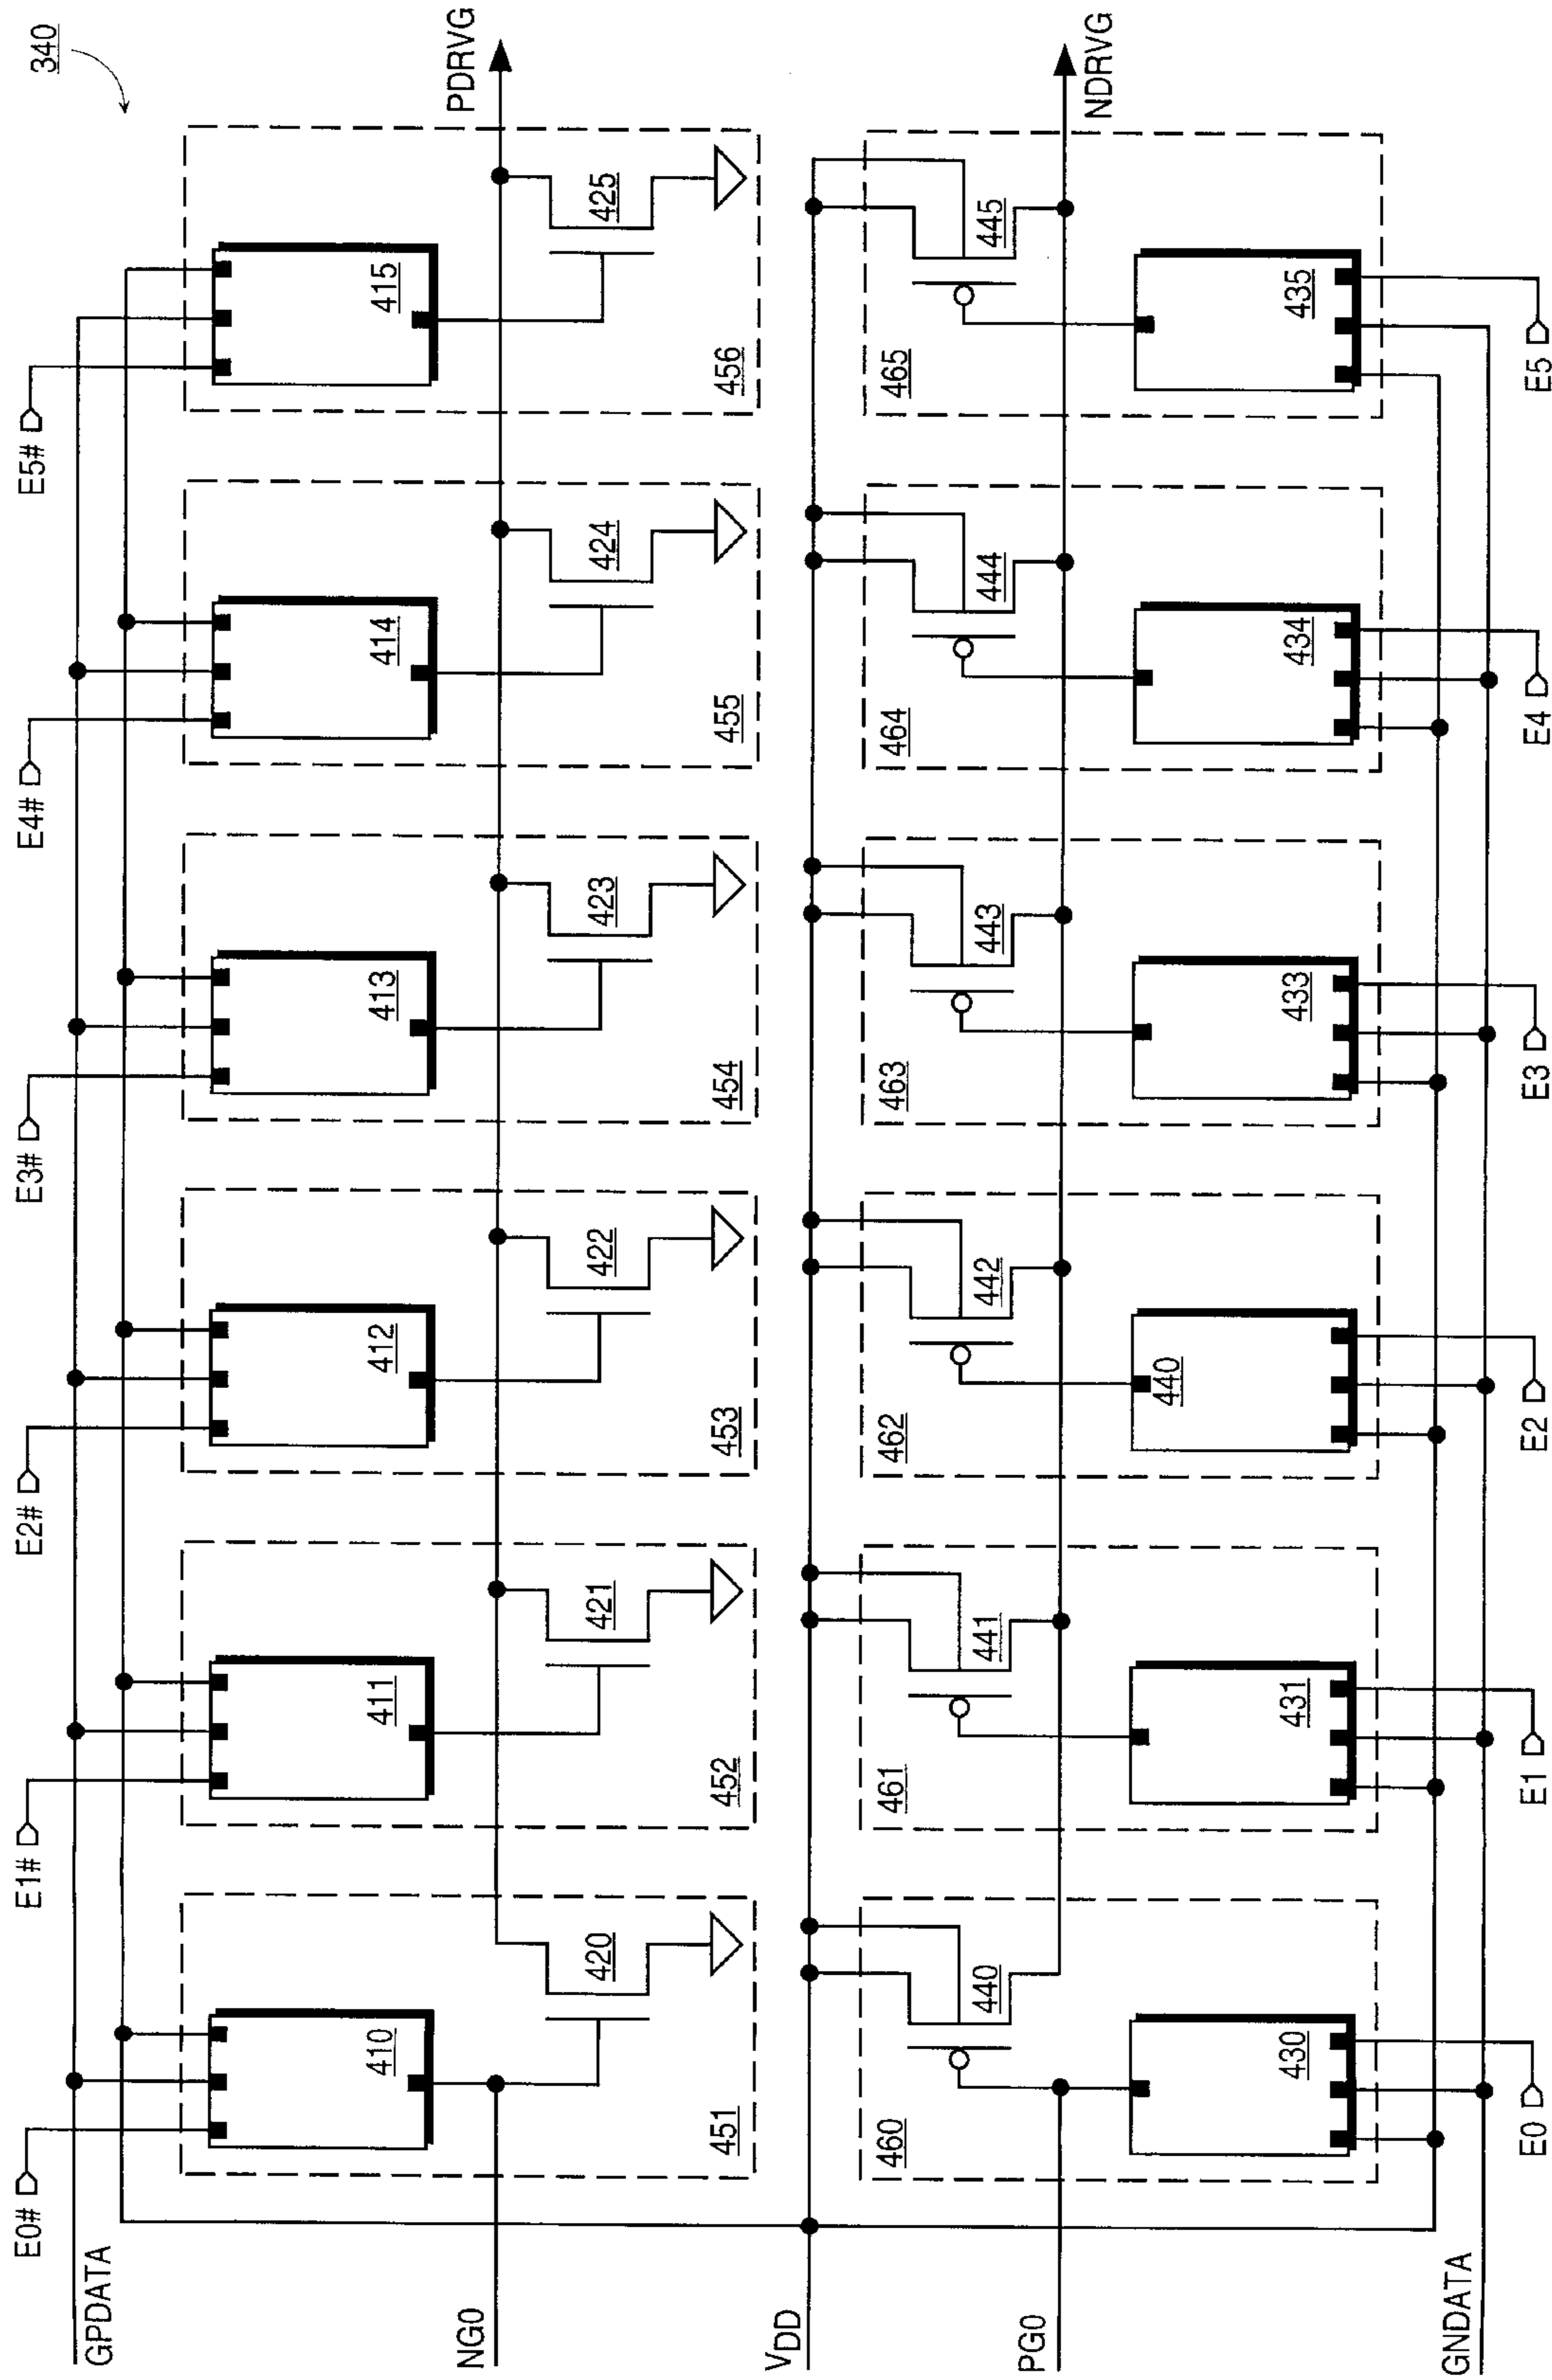 340
E0# E1# E2# E3# E4# E5#
GPDATA
410 411 412 413 414 415
NG0
PDRVG
420 421 422 423 424 425
451 452 453 454 455 456
VDD
460 461 462 463 464 465
440 441 442 443 444 445
PG0
NDRVG
430 431 440 433 434 435
GNDATA
E0 E1 E2 E3 E4 E5